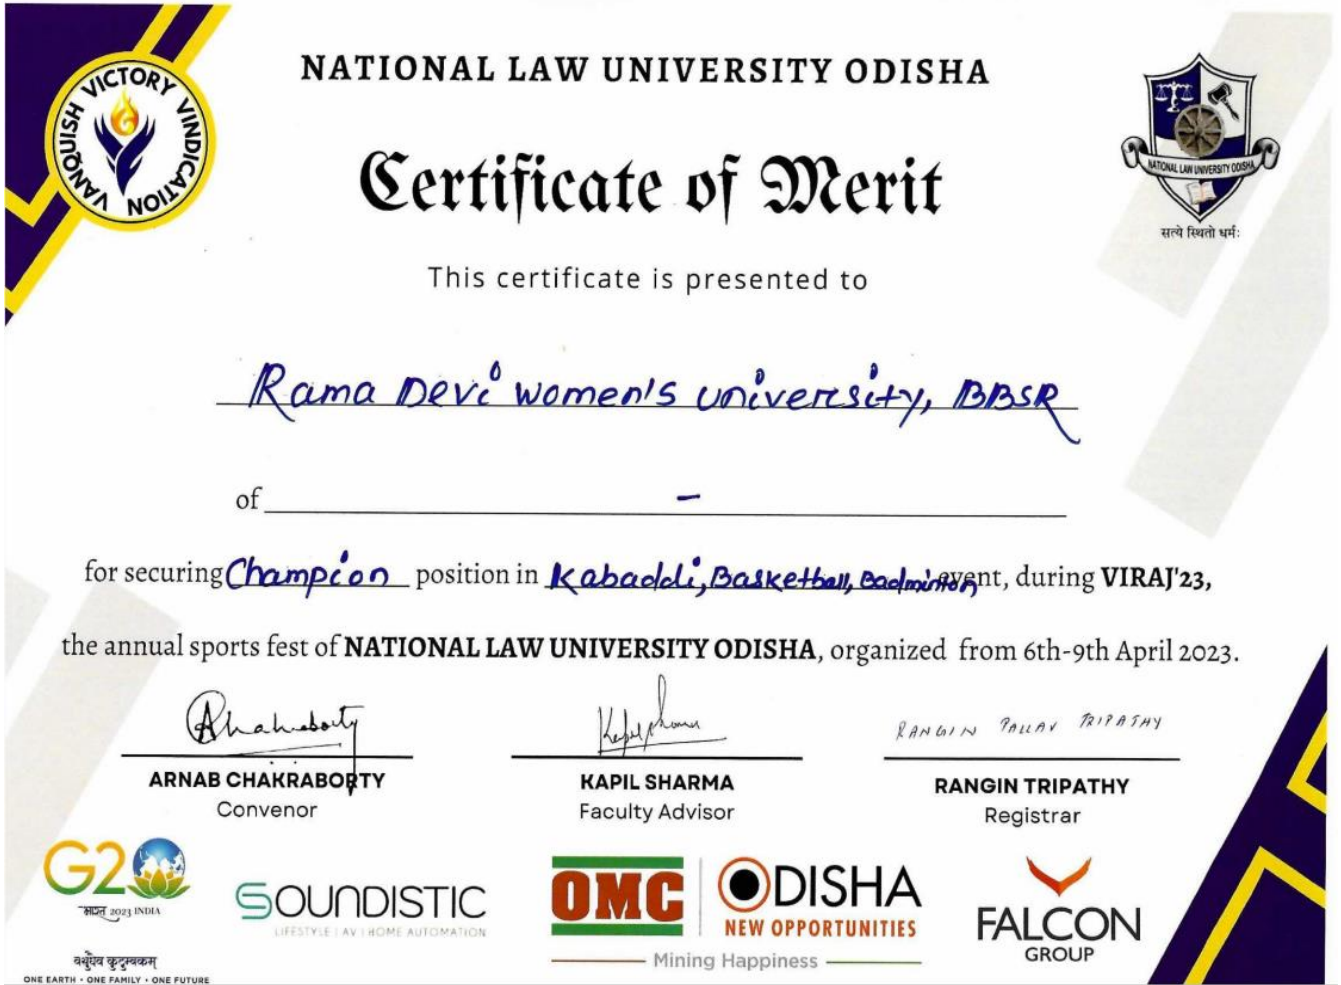 NATIONAL LAW UNIVERSITY ODISHA
VANQUISH VICTORY VINDICATION
NATIONAL LAW UNIVERSITY ODISHA
सत्ये स्थितो धर्मः
Certificate of Merit
This certificate is presented to
Rama Devi women's university, BBSR
of -
for securing Champion position in Kabaddi, Basketball, Badminton event, during VIRAJ'23,
the annual sports fest of NATIONAL LAW UNIVERSITY ODISHA, organized from 6th-9th April 2023.
RANGIN PALLAV TRIPATHY
ARNAB CHAKRABORTY KAPIL SHARMA RANGIN TRIPATHY
Convenor Faculty Advisor Registrar
G20
भारत 2023 INDIA
वसुधैव कुटुम्बकम्
ONE EARTH • ONE FAMILY • ONE FUTURE
SOUNDISTIC
LIFESTYLE | AV | HOME AUTOMATION
OMC
ODISHA
NEW OPPORTUNITIES
Mining Happiness
FALCON
GROUP